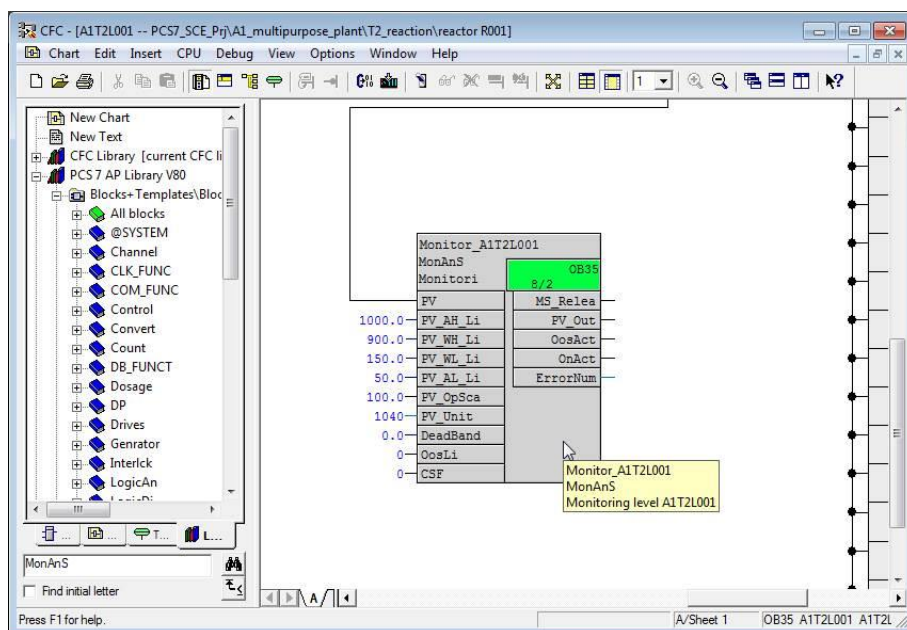 CFC - [A1T2L001 -- PCS7_SCE_Prj\A1_multipurpose_plant\T2_reaction\reactor R001]
Chart Edit Insert CPU Debug View Options Window Help
1
New Chart
New Text
CFC Library [current CFC li
PCS 7 AP Library V80
Blocks+Templates\Bloc
All blocks
@SYSTEM
Channel
CLK_FUNC
COM_FUNC
Control
Convert
Count
DB_FUNCT
Dosage
DP
Drives
Genrator
Interlck
LogicAn
Monitor_A1T2L001
MonAnS
Monitori
OB35
8/2
PV MS_Relea
1000.0 PV_AH_Li PV_Out
900.0 PV_WH_Li OosAct
150.0 PV_WL_Li OnAct
50.0 PV_AL_Li ErrorNum
100.0 PV_OpSca
1040 PV_Unit
0.0 DeadBand
0 OosLi
0 CSF
Monitor_A1T2L001
MonAnS
Monitoring level A1T2L001
... ... T... L...
MonAnS
Find initial letter
A
Press F1 for help. A/Sheet 1 OB35 A1T2L001 A1T2L